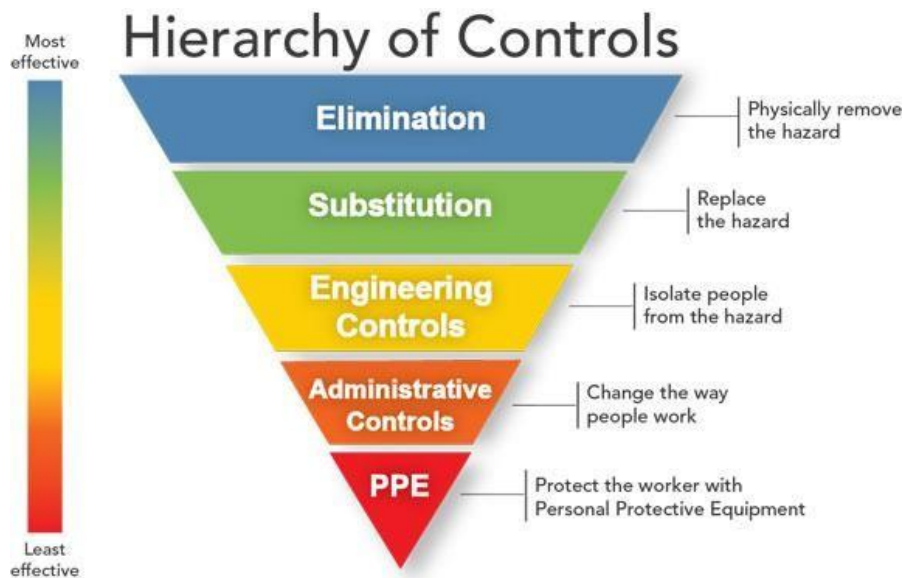 Hierarchy of Controls
Most
effective
Elimination
Physically remove
the hazard
Substitution
Replace
the hazard
Engineering
Controls
Isolate people
from the hazard
Administrative
Controls
Change the way
people work
PPE
Protect the worker with
Personal Protective Equipment
Least
effective